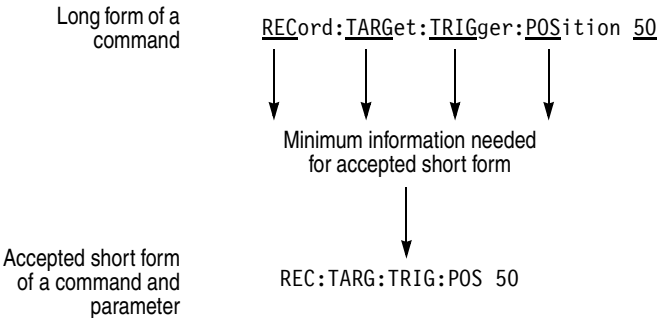 Long form of a
command
RECord:TARGet:TRIGger:POSition 50
Minimum information needed
for accepted short form
Accepted short form
of a command and
parameter
REC:TARG:TRIG:POS 50